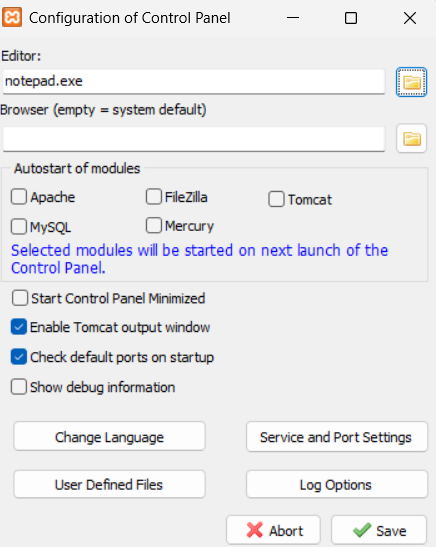 Configuration of Control Panel
Editor:
notepad.exe
Browser (empty = system default)
Autostart of modules
Apache
FileZilla
Tomcat
MySQL
Mercury
Selected modules will be started on next launch of the
Control Panel.
Start Control Panel Minimized
Enable Tomcat output window
Check default ports on startup
Show debug information
Change Language
Service and Port Settings
User Defined Files
Log Options
Abort
Save